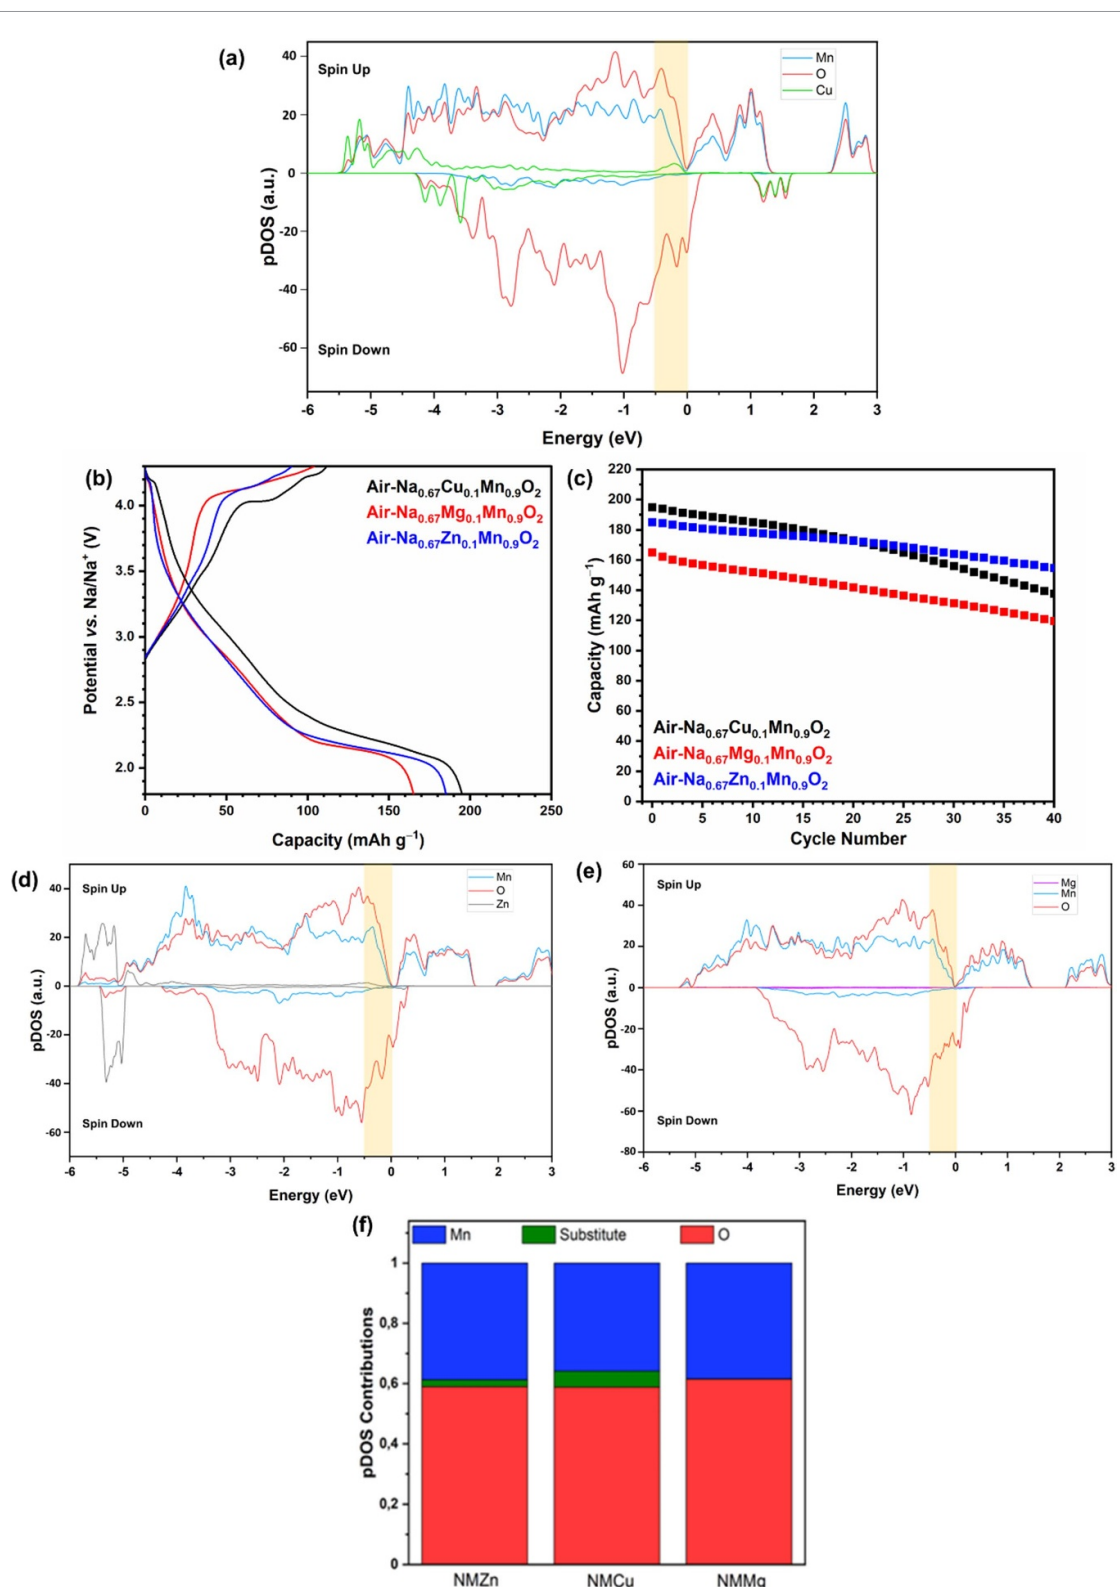 (a)
Spin Up
Mn
O
Cu
40
20
0
-20
-40
-60
pDOS (a.u.)
Spin Down
-6 -5 -4 -3 -2 -1 0 1 2 3
Energy (eV)
(b)
Air-Na0.67Cu0.1Mn0.9O2
Air-Na0.67Mg0.1Mn0.9O2
Air-Na0.67Zn0.1Mn0.9O2
4.0
3.5
3.0
2.5
2.0
Potential vs. Na/Na+ (V)
0 50 100 150 200 250
Capacity (mAh g−1)
(c)
220
200
180
160
140
120
100
80
60
40
20
0
Capacity (mAh g−1)
Air-Na0.67Cu0.1Mn0.9O2
Air-Na0.67Mg0.1Mn0.9O2
Air-Na0.67Zn0.1Mn0.9O2
0 5 10 15 20 25 30 35 40
Cycle Number
(d)
Spin Up
Mn
O
Zn
40
20
0
-20
-40
-60
pDOS (a.u.)
Spin Down
-6 -5 -4 -3 -2 -1 0 1 2 3
Energy (eV)
(e)
Spin Up
Mg
Mn
O
60
40
20
0
-20
-40
-60
-80
pDOS (a.u.)
Spin Down
-6 -5 -4 -3 -2 -1 0 1 2 3
Energy (eV)
(f)
Mn Substitute O
1
0,8
0,6
0,4
0,2
0
pDOS Contributions
NMZn NMCu NMMg